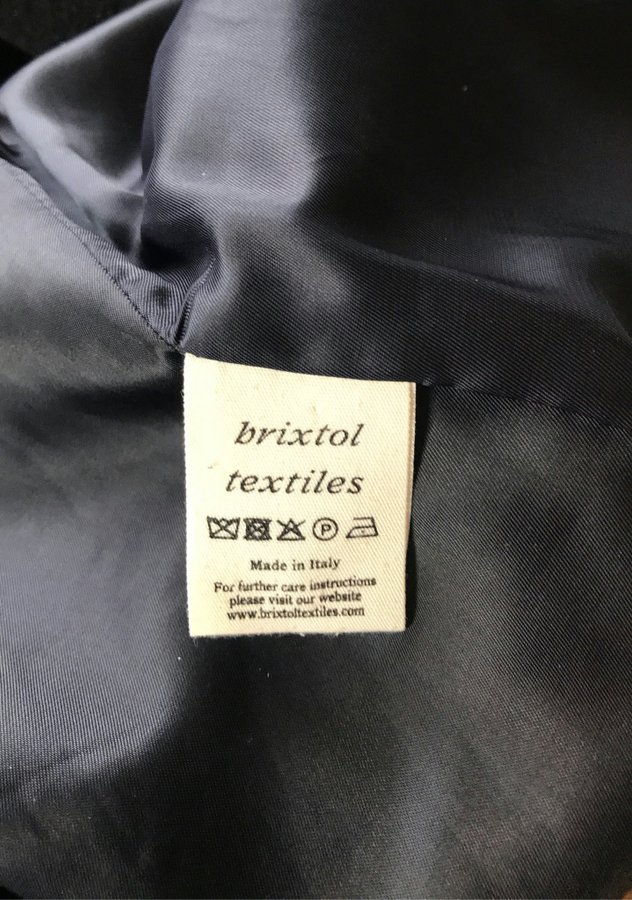 brixtol
textiles
P
Made in Italy
For further care instructions
please visit our website
www.brixtoltextiles.com